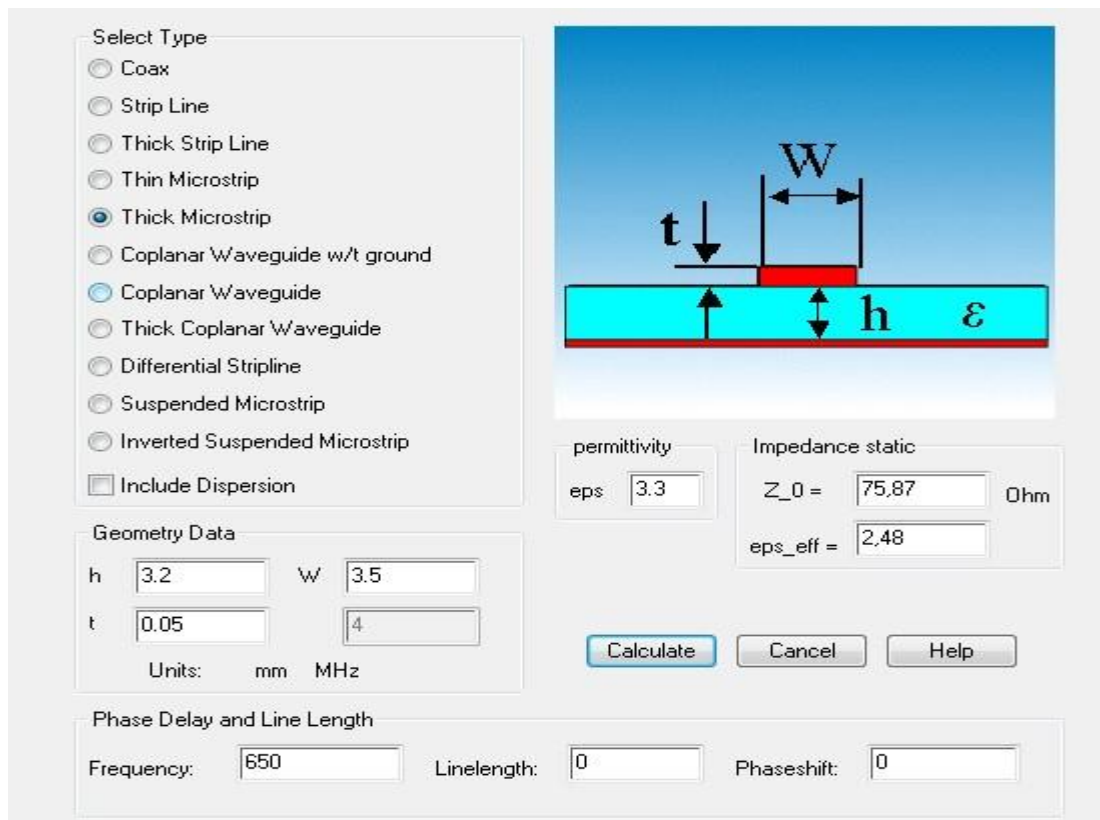 Select Type
Coax
Strip Line
Thick Strip Line
Thin Microstrip
Thick Microstrip
Coplanar Waveguide w/t ground
Coplanar Waveguide
Thick Coplanar Waveguide
Differential Stripline
Suspended Microstrip
Inverted Suspended Microstrip
Include Dispersion
W
t
h ε
permittivity
eps 3.3
Impedance static
Z_0 = 75,87 Ohm
eps_eff = 2,48
Geometry Data
h 3.2 W 3.5
t 0.05 4
Units: mm MHz
Calculate Cancel Help
Phase Delay and Line Length
Frequency: 650 Linelength: 0 Phaseshift: 0